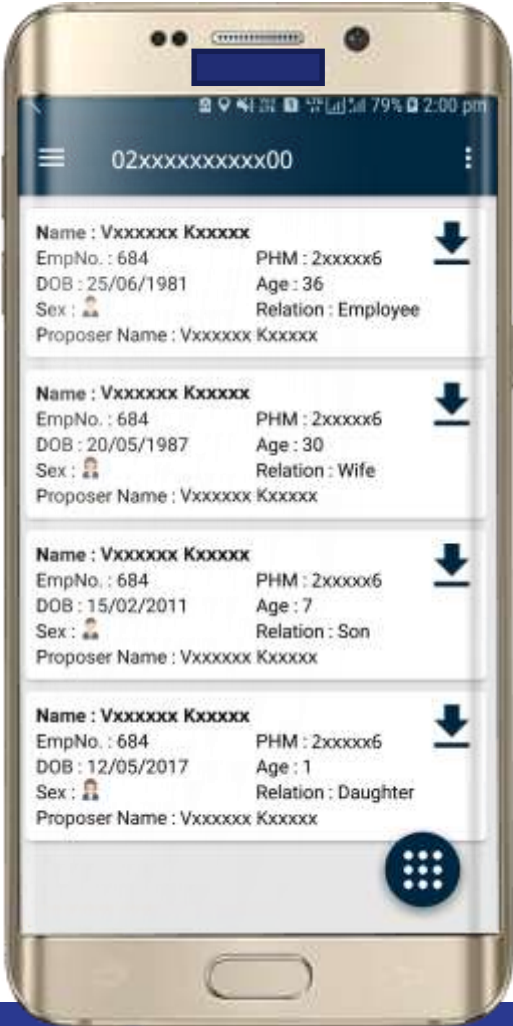 79% 2:00 pm
02xxxxxxxxxx00
Name : Vxxxxxx Kxxxxx
EmpNo. : 684 PHM : 2xxxxx6
DOB : 25/06/1981 Age : 36
Sex : Relation : Employee
Proposer Name : Vxxxxxx Kxxxxx
Name : Vxxxxxx Kxxxxx
EmpNo. : 684 PHM : 2xxxxx6
DOB : 20/05/1987 Age : 30
Sex : Relation : Wife
Proposer Name : Vxxxxxx Kxxxxx
Name : Vxxxxxx Kxxxxx
EmpNo. : 684 PHM : 2xxxxx6
DOB : 15/02/2011 Age : 7
Sex : Relation : Son
Proposer Name : Vxxxxxx Kxxxxx
Name : Vxxxxxx Kxxxxx
EmpNo. : 684 PHM : 2xxxxx6
DOB : 12/05/2017 Age : 1
Sex : Relation : Daughter
Proposer Name : Vxxxxxx Kxxxxx